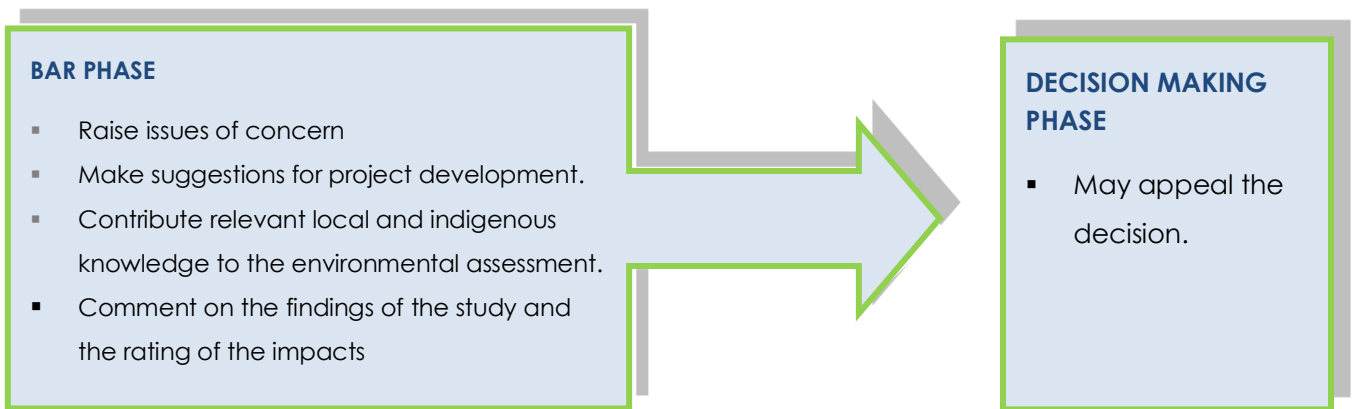 BAR PHASE
▪ Raise issues of concern
▪ Make suggestions for project development.
▪ Contribute relevant local and indigenous
knowledge to the environmental assessment.
▪ Comment on the findings of the study and
the rating of the impacts
DECISION MAKING
PHASE
▪ May appeal the
decision.